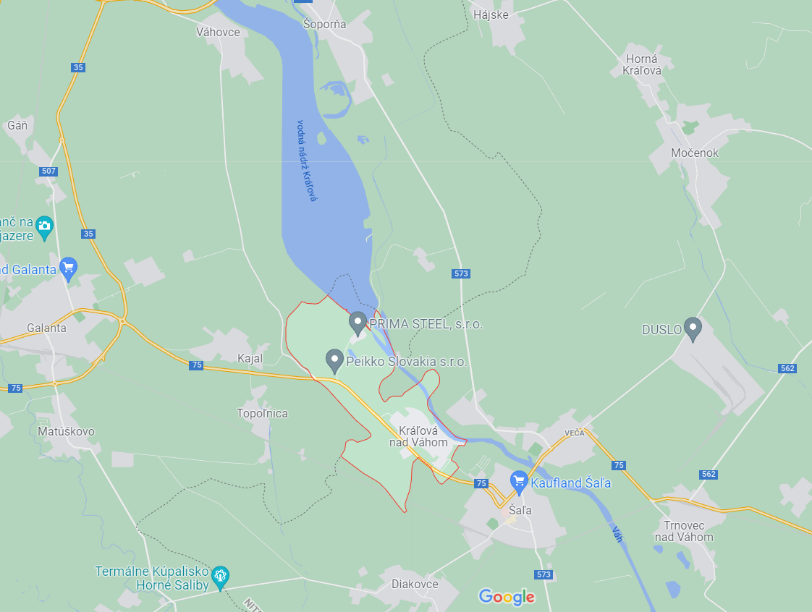 Šoporňa
Hájske
Váhovce
Horná
Kráľová
35
Gáň
vodná nádrž Kráľová
Močenok
507
nč na
jazere
35
d Galanta
573
Galanta
PRIMA STEEL, s.r.o.
DUSLO
Kajal
75
Peikko Slovakia s.r.o.
562
75
Topoľnica
Matúškovo
Kráľová
nad Váhom
VEČA
75
562
75
Kaufland Šaľa
Šaľa
Váh
Trnovec
nad Váhom
Termálne Kúpalisko
Horné Saliby
573
Diakovce
Google
NIT